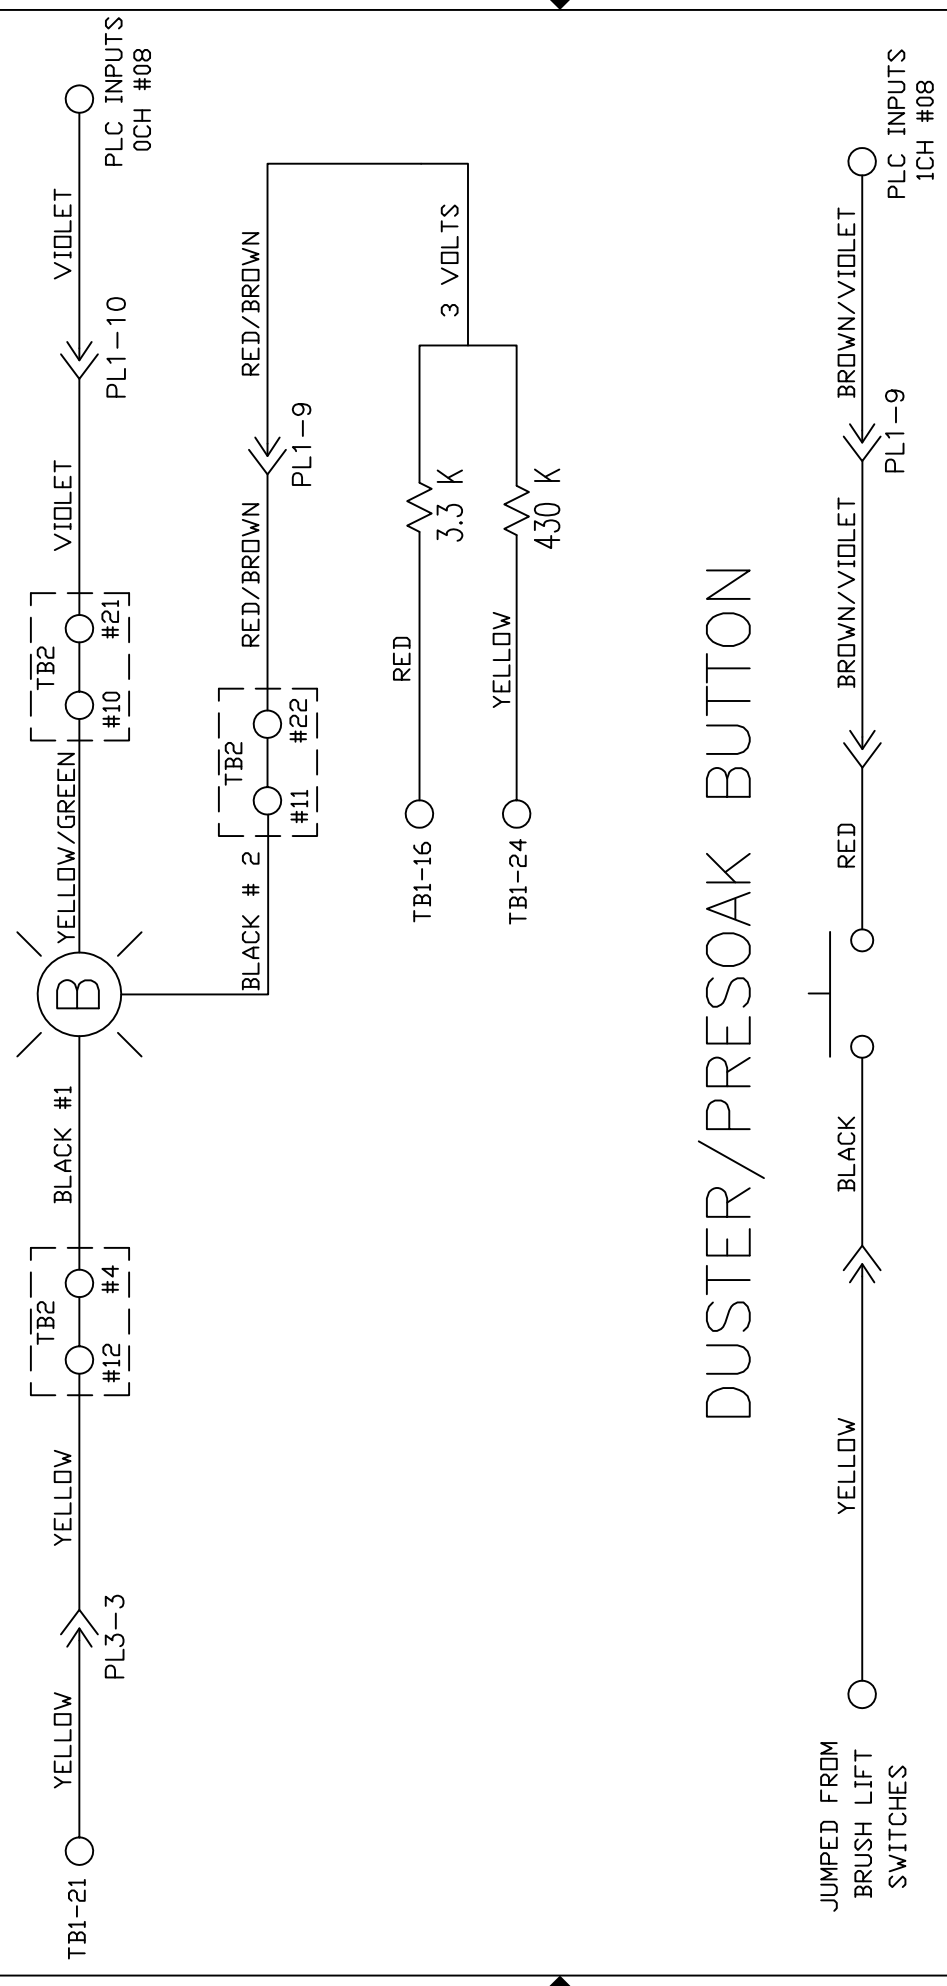 TB1-21
YELLOW
PL3-3
YELLOW
TB2
#12
#4
BLACK #1
B
YELLOW/GREEN
TB2
#10
#21
VIOLET
PL1-10
VIOLET
PLC INPUTS
0CH #08
BLACK # 2
TB2
#11
#22
RED/BROWN
PL1-9
RED/BROWN
3 VOLTS
TB1-16
RED
3.3 K
TB1-24
YELLOW
430 K
DUSTER/PRESOAK BUTTON
JUMPED FROM
BRUSH LIFT
SWITCHES
YELLOW
BLACK
RED
BROWN/VIOLET
PL1-9
BROWN/VIOLET
PLC INPUTS
1CH #08